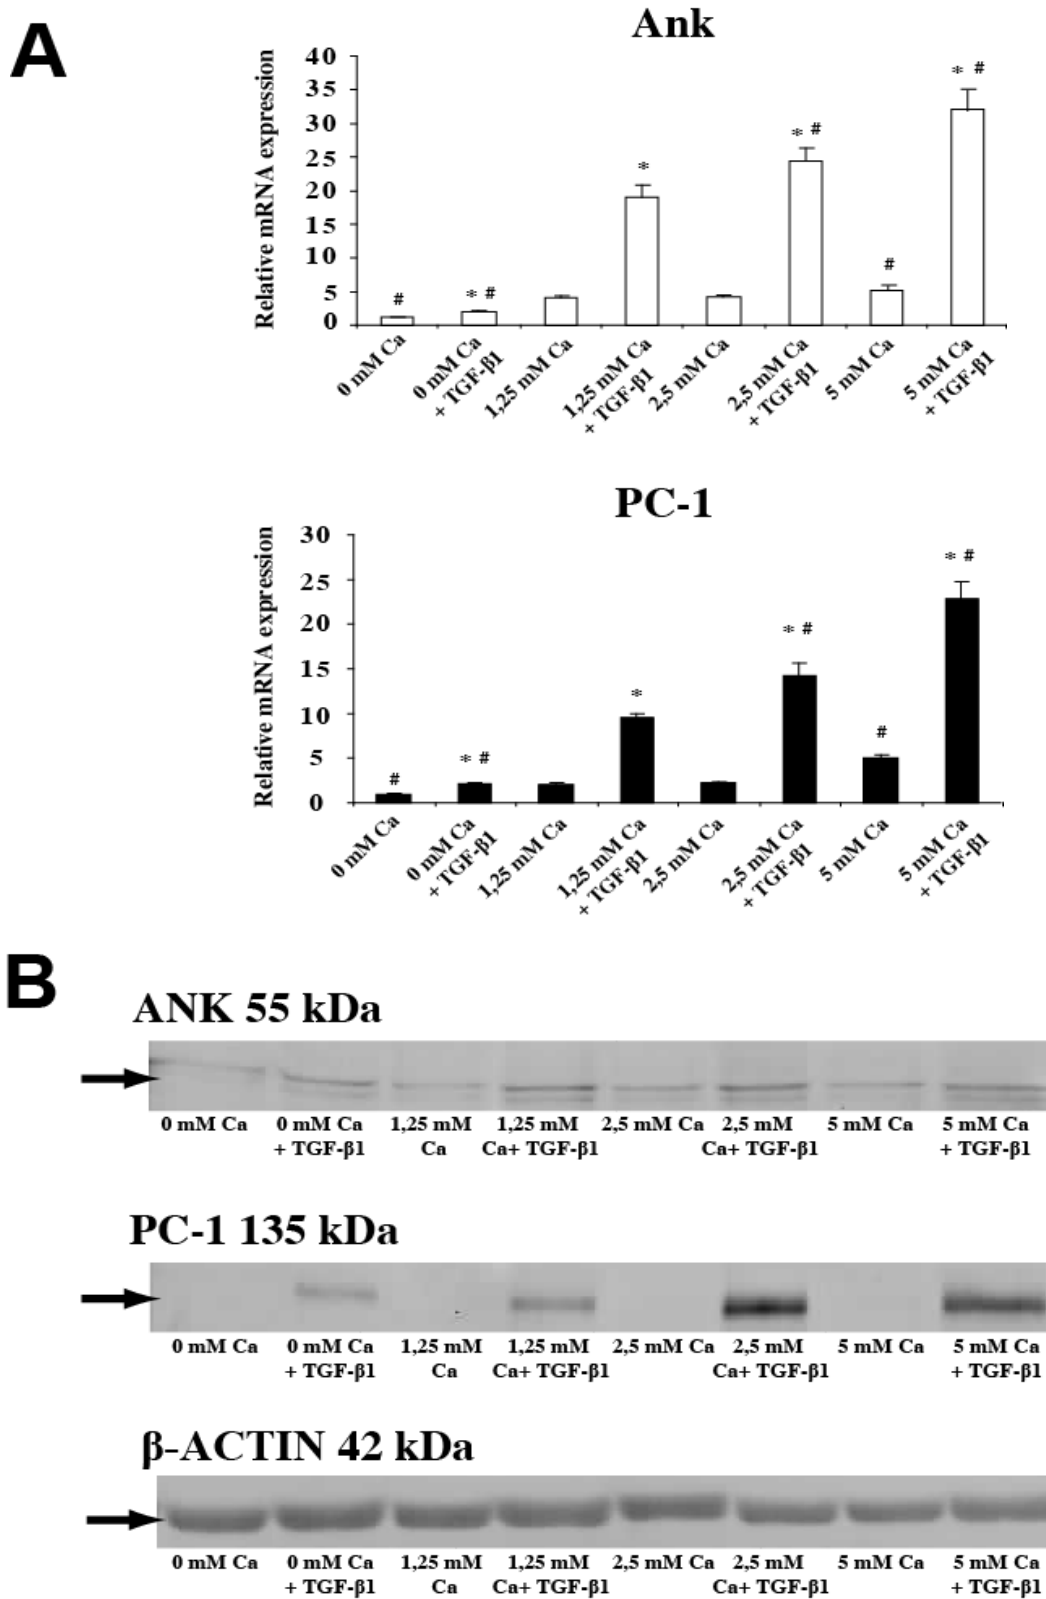 A
Ank
Relative mRNA expression
40
35
30
25
20
15
10
5
0
#
* #
*
* #
#
* #
0 mM Ca
0 mM Ca
+ TGF-β1
1,25 mM Ca
1,25 mM Ca
+ TGF-β1
2,5 mM Ca
2,5 mM Ca
+ TGF-β1
5 mM Ca
5 mM Ca
+ TGF-β1
PC-1
Relative mRNA expression
30
25
20
15
10
5
0
#
* #
*
* #
#
* #
0 mM Ca
0 mM Ca
+ TGF-β1
1,25 mM Ca
1,25 mM Ca
+ TGF-β1
2,5 mM Ca
2,5 mM Ca
+ TGF-β1
5 mM Ca
5 mM Ca
+ TGF-β1
B
ANK 55 kDa
0 mM Ca
0 mM Ca
+ TGF-β1
1,25 mM
Ca
1,25 mM
Ca+ TGF-β1
2,5 mM Ca
2,5 mM
Ca+ TGF-β1
5 mM Ca
5 mM Ca
+ TGF-β1
PC-1 135 kDa
0 mM Ca
0 mM Ca
+ TGF-β1
1,25 mM
Ca
1,25 mM
Ca+ TGF-β1
2,5 mM Ca
2,5 mM
Ca+ TGF-β1
5 mM Ca
5 mM Ca
+ TGF-β1
β-ACTIN 42 kDa
0 mM Ca
0 mM Ca
+ TGF-β1
1,25 mM
Ca
1,25 mM
Ca+ TGF-β1
2,5 mM Ca
2,5 mM
Ca+ TGF-β1
5 mM Ca
5 mM Ca
+ TGF-β1